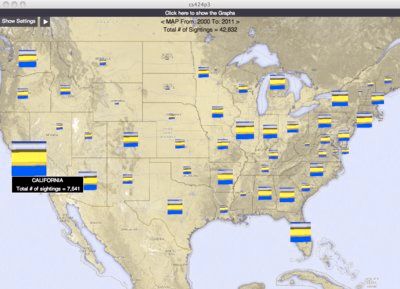 cs424p3
Click here to show the Graphs
Show Settings
< MAP From: 2000 To: 2011 >
Total # of Sightings = 42,632
CALIFORNIA
Total # of sightings = 7,541